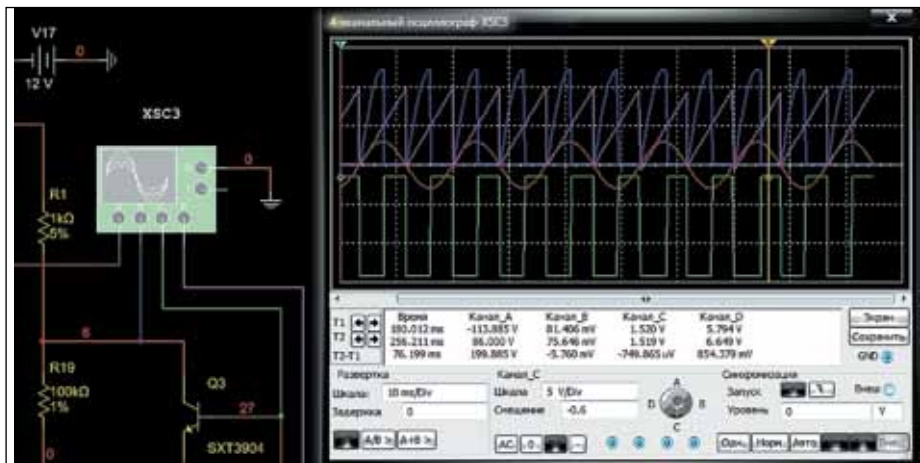 V17
0
12 V
XSC3
0
R1
1kΩ
5%
6
R19
100kΩ
1%
0
Q3
27
SXT3904
осциллограф XSC3
X
T1
T2
T2-T1
Время
180.012 ms
256.211 ms
76.199 ms
Канал_A
-113.885 V
86.000 V
199.885 V
Канал_B
81.406 mV
75.646 mV
-5.760 mV
Канал_C
1.520 V
1.519 V
-749.865 uV
Канал_D
5.794 V
6.649 V
854.379 mV
Экран
Сохранить
GND
Развертка
Шкала: 10 ms/Div
Задержка 0
A/B > A+B >
Канал_C
Шкала 5 V/Div
Смещение -0.6
AC 0
A
B
C
D
Синхронизация
Запуск Внеш
Уровень 0 V
Одн. Норм. Авто